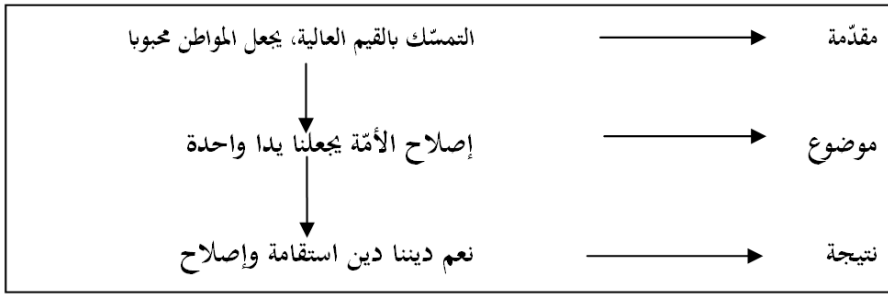 مقدّمة التمسّك بالقيم العالية، يجعل المواطن محبوبا
موضوع إصلاح الأمّة يجعلنا يدا واحدة
نتيجة نعم ديننا دين استقامة وإصلاح